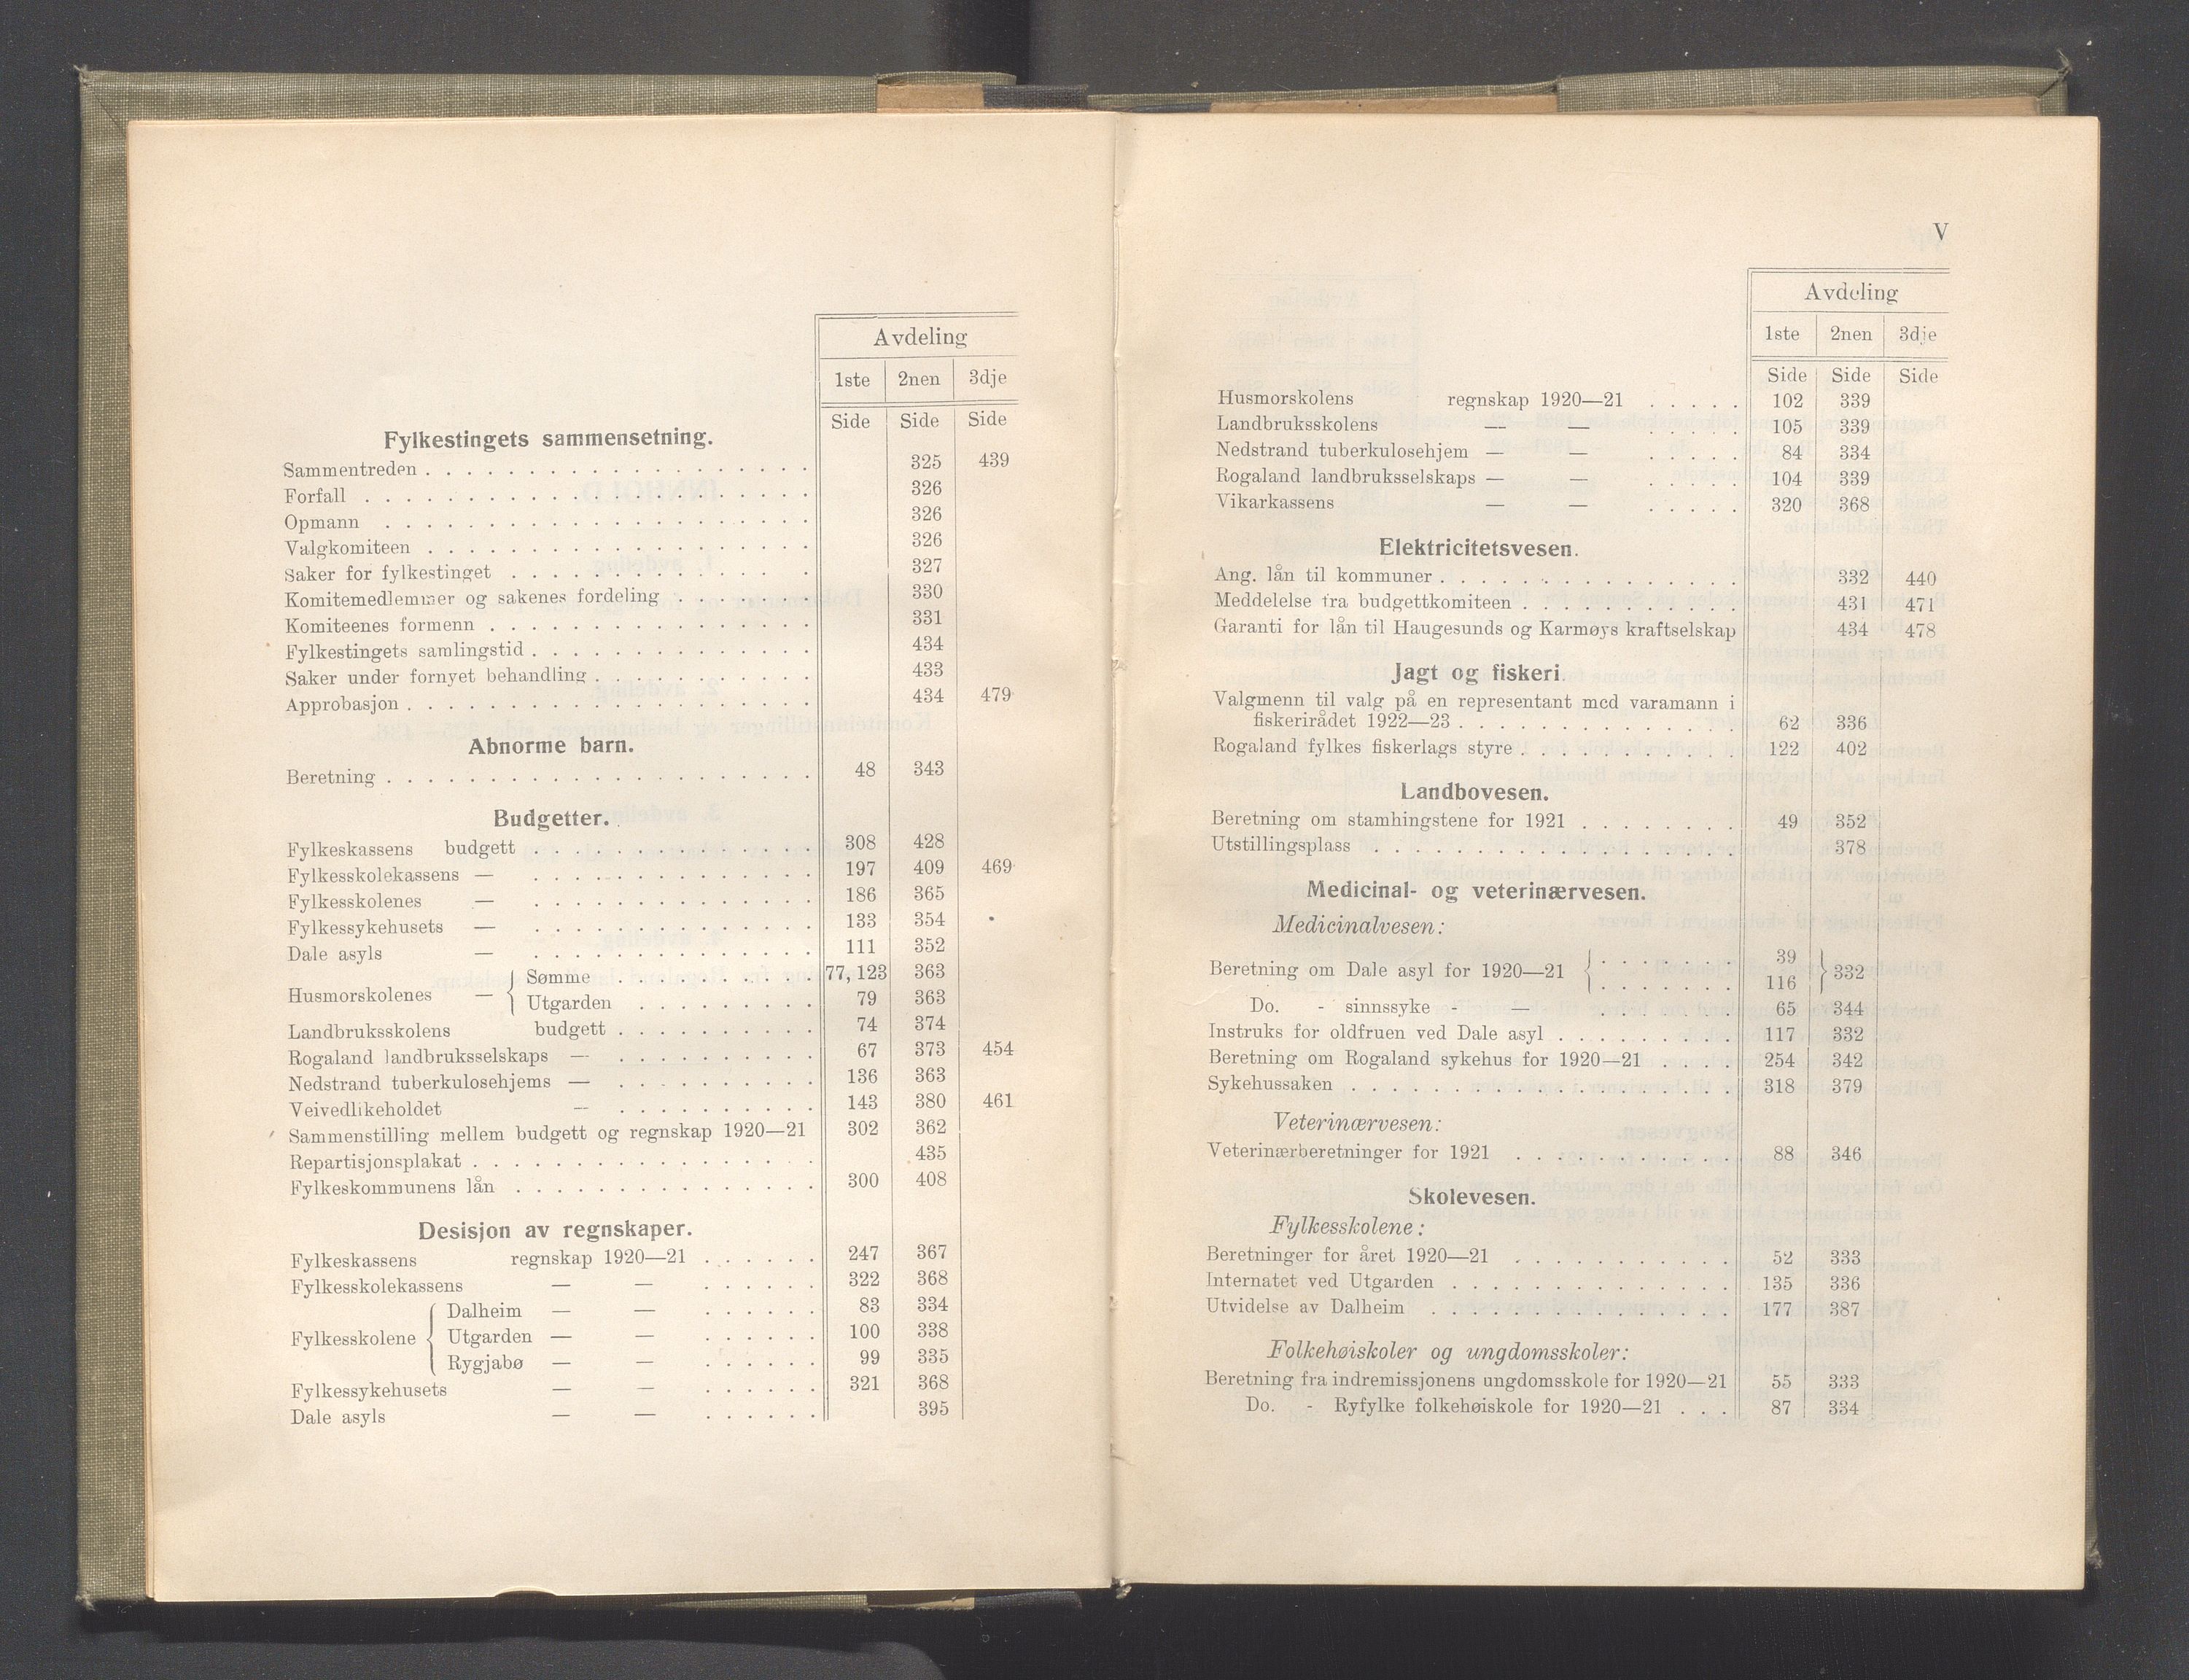 Avdeling
1ste 2nen 3dje
Side Side Side
Fylkestingets sammensetning.
Sammentreden . . . . . . . . . . . . . . . . . . . 325 439
Forfall . . . . . . . . . . . . . . . . . . . . . . 326
Opmann . . . . . . . . . . . . . . . . . . . . . 326
Valgkomiteen . . . . . . . . . . . . . . . . . . . 326
Saker for fylkestinget . . . . . . . . . . . . . . . 327
Komitemedlemmer og sakenes fordeling . . . . . . . 330
Komiteenes formenn . . . . . . . . . . . . . . . . 331
Fylkestingets samlingstid . . . . . . . . . . . . . . 434
Saker under fornyet behandling . . . . . . . . . . . 433
Approbasjon . . . . . . . . . . . . . . . . . . . . 434 479
Abnorme barn.
Beretning . . . . . . . . . . . . . . . . . . . . . 48 343
Budgetter.
Fylkeskassens budgett . . . . . . . . . . . . . . 308 428
Fylkesskolekassens — . . . . . . . . . . . . . . 197 409 469
Fylkesskolenes — . . . . . . . . . . . . . . 186 365
Fylkessykehusets — . . . . . . . . . . . . . . 133 354
Dale asyls — . . . . . . . . . . . . . . 111 352
Husmorskolenes — { Sømme . . . . . . . . . . 77, 123 363
Utgarden . . . . . . . . . 79 363
Landbruksskolens budgett . . . . . . . . . . 74 374
Rogaland landbruksselskaps — . . . . . . . . . . 67 373 454
Nedstrand tuberkulosehjems — . . . . . . . . . . 136 363
Veivedlikeholdet — . . . . . . . . . . 143 380 461
Sammenstilling mellem budgett og regnskap 1920—21 302 362
Repartisjonsplakat . . . . . . . . . . . . . . . . . 435
Fylkeskommunens lån . . . . . . . . . . . . . . . 300 408
Desisjon av regnskaper.
Fylkeskassens regnskap 1920—21 . . . . . . 247 367
Fylkesskolekassens — — . . . . . . 322 368
Fylkesskolene { Dalheim — — . . . . . . 83 334
Utgarden — — . . . . . . 100 338
Rygjabø — — . . . . . . 99 335
Fylkessykehusets — — . . . . . . 321 368
Dale asyls — — . . . . . . 395
V
Avdeling
1ste 2nen 3dje
Side Side Side
Husmorskolens regnskap 1920—21 . . . . . 102 339
Landbruksskolens — — . . . . . 105 339
Nedstrand tuberkulosehjem — — . . . . . 84 334
Rogaland landbruksselskaps — — . . . . . 104 339
Vikarkassens — — . . . . . 320 368
Elektricitetsvesen.
Ang. lån til kommuner . . . . . . . . . . . . . . . 332 440
Meddelelse fra budgettkomiteen . . . . . . . . . . . 431 471
Garanti for lån til Haugesunds og Karmøys kraftselskap 434 478
Jagt og fiskeri
Valgmenn til valg på en representant med varamann i
fiskerirådet 1922—23 . . . . . . . . . . . . . . 62 336
Rogaland fylkes fiskerlags styre . . . . . . . . . . . 122 402
Landbovesen.
Beretning om stamhingstene for 1921 . . . . . . . . 49 352
Utstillingsplass . . . . . . . . . . . . . . . . . . 378
Medicinal- og veterinærvesen.
Medicinalvesen:
Beretning om Dale asyl for 1920—21 { . . . . . . . 39
. . . . . . . 116 } 332
Do. - sinnssyke - — . . . . . . . 65 344
Instruks for oldfruen ved Dale asyl . . . . . . . . . 117 332
Beretning om Rogaland sykehus for 1920—21 . . . . 254 342
Sykehussaken . . . . . . . . . . . . . . . . . . . 318 379
Veterinærvesen:
Veterinærberetninger for 1921 . . . . . . . . . . . 88 346
Skolevesen.
Fylkesskolene:
Beretninger for året 1920—21 . . . . . . . . . . . 52 333
Internatet ved Utgarden . . . . . . . . . . . . . . 135 336
Utvidelse av Dalheim . . . . . . . . . . . . . . . 177 387
Folkehøiskoler og ungdomsskoler:
Beretning fra indremissjonens ungdomsskole for 1920—21 55 333
Do. - Ryfylke folkehøiskole for 1920—21 . . . 87 334